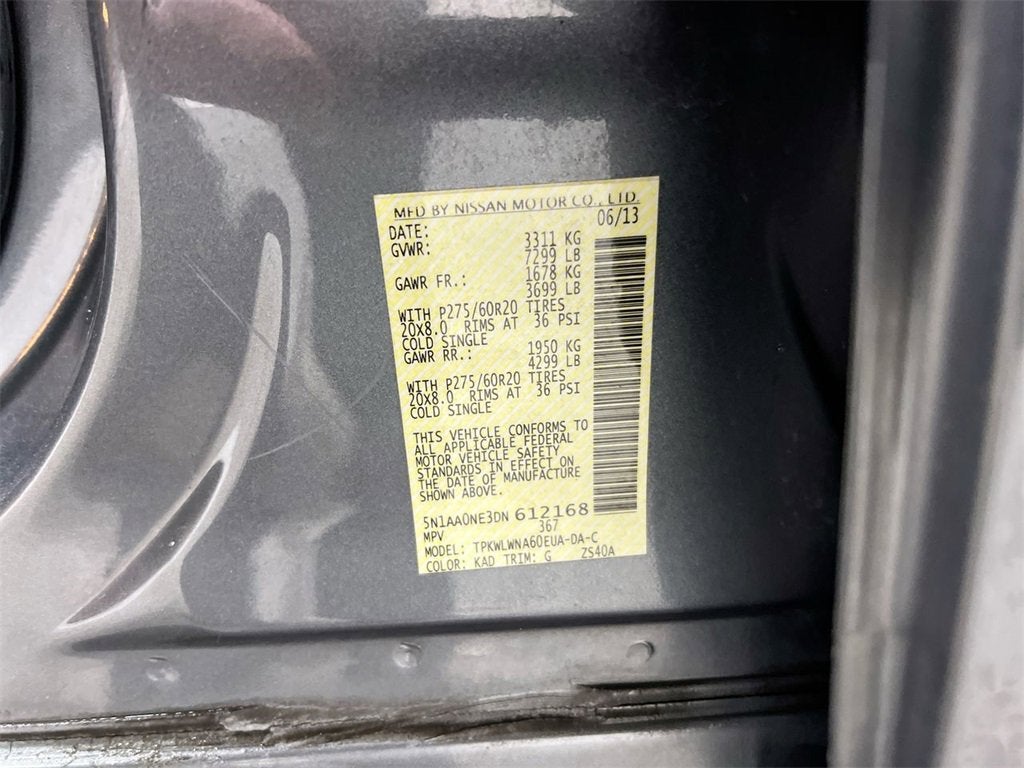 MFD BY NISSAN MOTOR CO., LTD.
DATE: 06/13
GVWR: 3311 KG
7299 LB
GAWR FR.: 1678 KG
3699 LB
WITH P275/60R20 TIRES
20x8.0 RIMS AT 36 PSI
COLD SINGLE
GAWR RR.: 1950 KG
4299 LB
WITH P275/60R20 TIRES
20x8.0 RIMS AT 36 PSI
COLD SINGLE
THIS VEHICLE CONFORMS TO
ALL APPLICABLE FEDERAL
MOTOR VEHICLE SAFETY
STANDARDS IN EFFECT ON
THE DATE OF MANUFACTURE
SHOWN ABOVE.
5N1AA0NE3DN 612168
MPV 367
MODEL: TPKWLWNA60EUA-DA-C
COLOR: KAD TRIM: G ZS40A